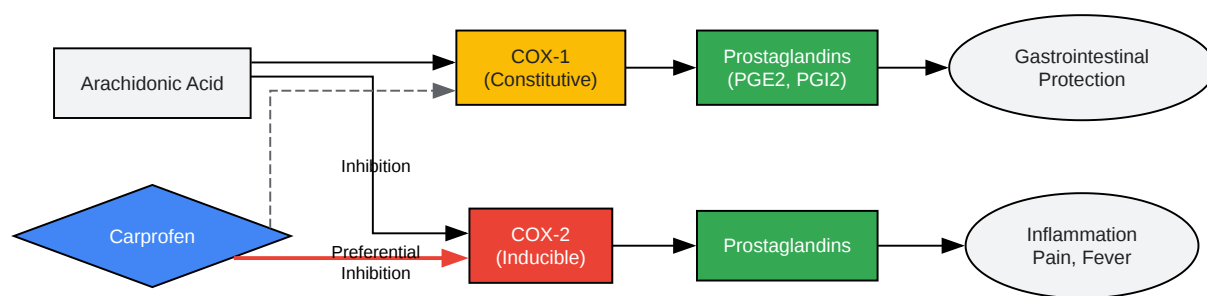 Arachidonic Acid
COX-1
(Constitutive)
Prostaglandins
(PGE2, PGI2)
Gastrointestinal
Protection
Inhibition
Carprofen
Preferential
Inhibition
COX-2
(Inducible)
Prostaglandins
Inflammation
Pain, Fever